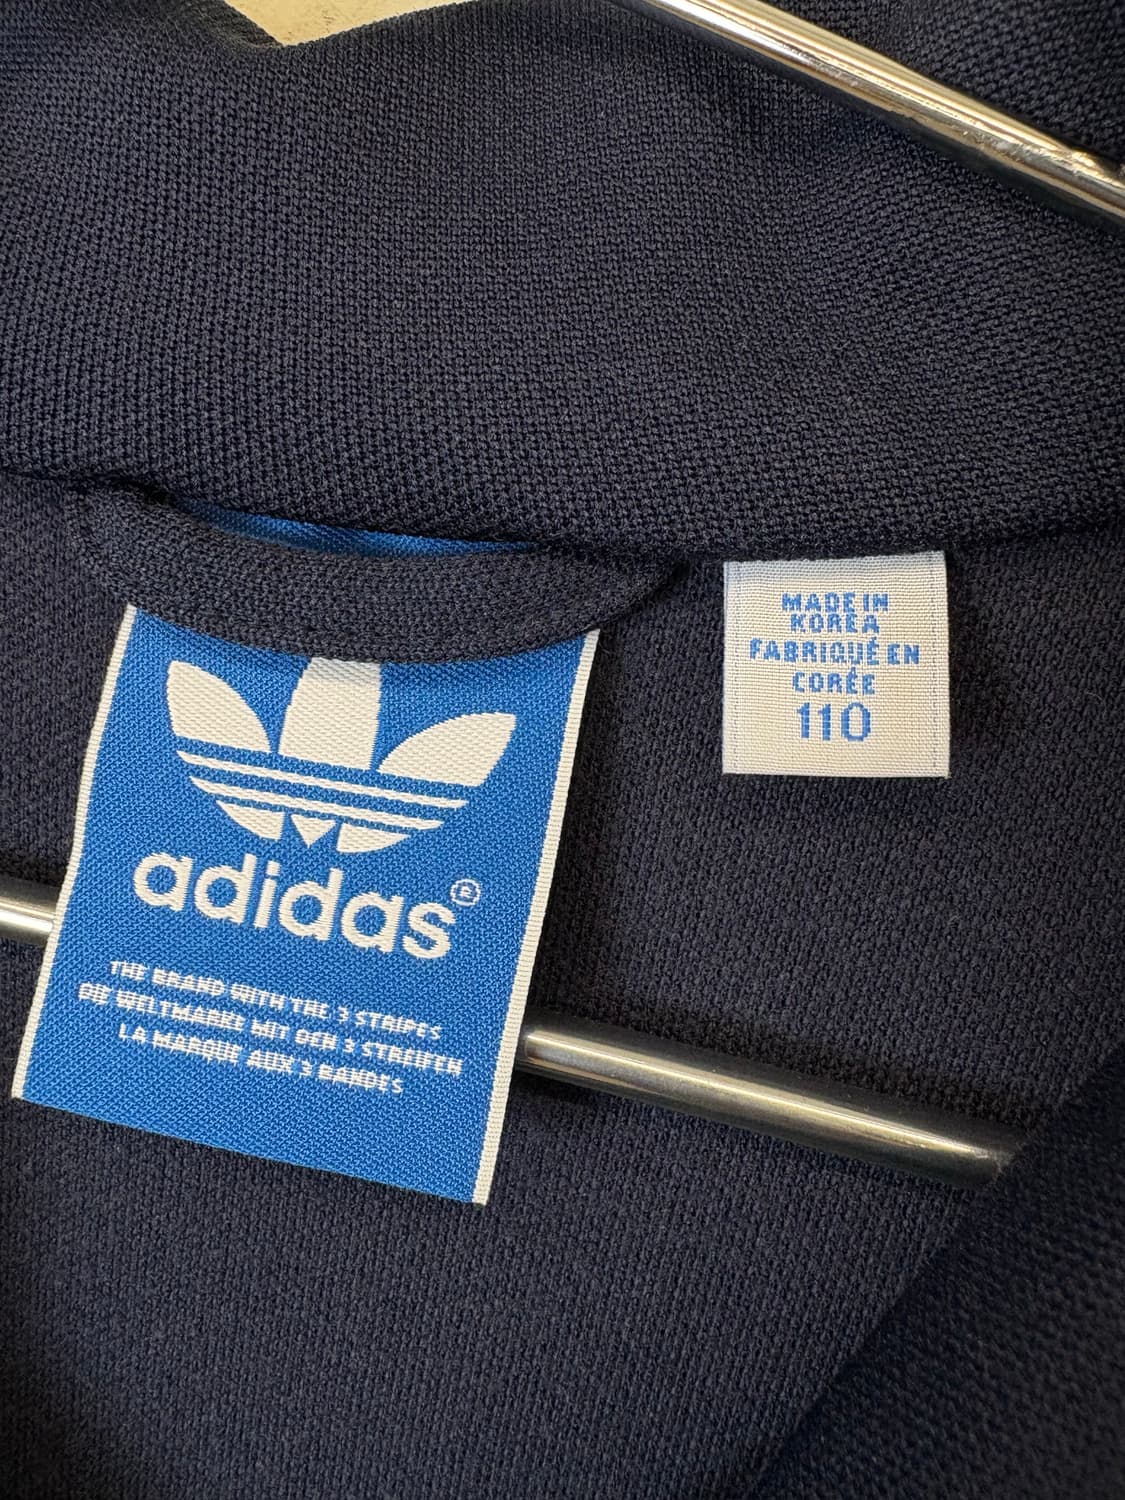 adidas®
THE BRAND WITH THE 3 STRIPES
DIE WELTMARKE MIT DEN 3 STREIFEN
LA MARQUE AUX 3 BANDES
MADE IN
KOREA
FABRIQUÉ EN
CORÉE
110